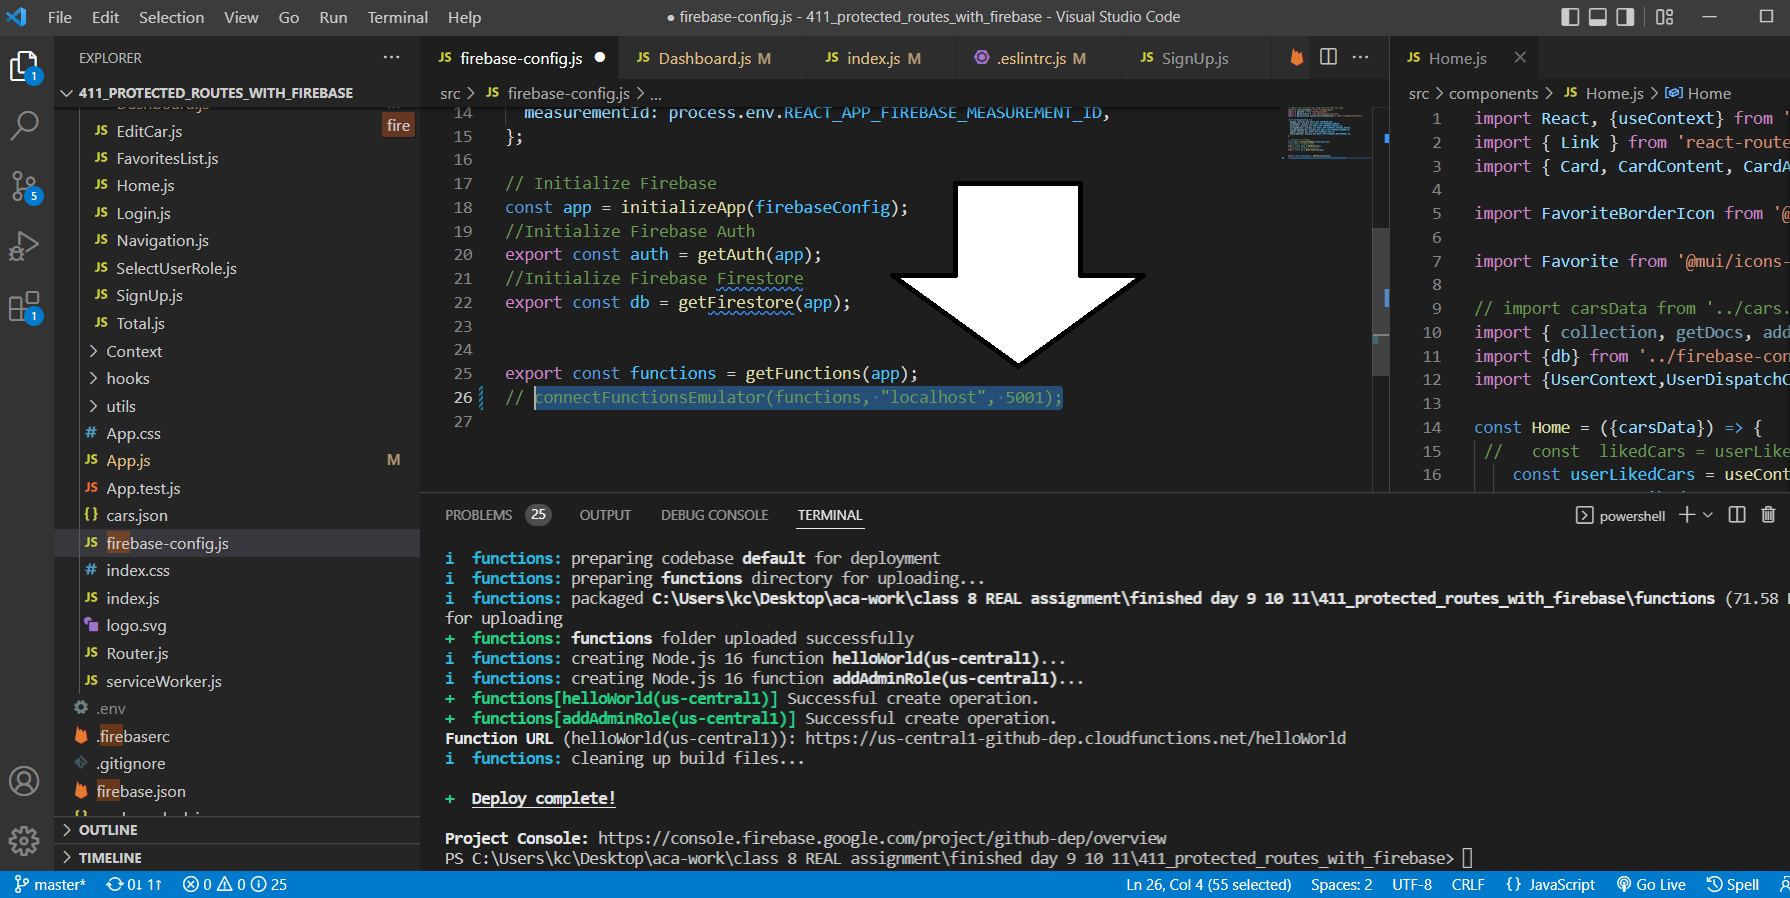 File Edit Selection View Go Run Terminal Help
● firebase-config.js - 411_protected_routes_with_firebase - Visual Studio Code
EXPLORER ...
411_PROTECTED_ROUTES_WITH_FIREBASE
Dashboard.js
fire
EditCar.js
FavoritesList.js
Home.js
Login.js
Navigation.js
SelectUserRole.js
SignUp.js
Total.js
Context
hooks
utils
# App.css
JS App.js M
JS App.test.js
{} cars.json
JS firebase-config.js
# index.css
JS index.js
logo.svg
JS Router.js
JS serviceWorker.js
.env
.firebaserc
.gitignore
firebase.json
OUTLINE
TIMELINE
1
5
1
JS firebase-config.js ● JS Dashboard.js M JS index.js M .eslintrc.js M JS SignUp.js ...
src > JS firebase-config.js > ...
14 measurementId: process.env.REACT_APP_FIREBASE_MEASUREMENT_ID,
15 };
16
17 // Initialize Firebase
18 const app = initializeApp(firebaseConfig);
19 //Initialize Firebase Auth
20 export const auth = getAuth(app);
21 //Initialize Firebase Firestore
22 export const db = getFirestore(app);
23
24
25 export const functions = getFunctions(app);
26 // connectFunctionsEmulator(functions, "localhost", 5001);
27
JS Home.js ×
src > components > JS Home.js > Home
1 import React, {useContext} from '
2 import { Link } from 'react-route
3 import { Card, CardContent, CardA
4
5 import FavoriteBorderIcon from '@
6
7 import Favorite from '@mui/icons-
8
9 // import carsData from '../cars.
10 import { collection, getDocs, add
11 import {db} from '../firebase-con
12 import {UserContext,UserDispatchC
13
14 const Home = ({carsData}) => {
15 // const likedCars = userLike
16 const userLikedCars = useCont
PROBLEMS 25 OUTPUT DEBUG CONSOLE TERMINAL
powershell
i functions: preparing codebase default for deployment
i functions: preparing functions directory for uploading...
i functions: packaged C:\Users\kc\Desktop\aca-work\class 8 REAL assignment\finished day 9 10 11\411_protected_routes_with_firebase\functions (71.58
for uploading
+ functions: functions folder uploaded successfully
i functions: creating Node.js 16 function helloWorld(us-central1)...
i functions: creating Node.js 16 function addAdminRole(us-central1)...
+ functions[helloWorld(us-central1)] Successful create operation.
+ functions[addAdminRole(us-central1)] Successful create operation.
Function URL (helloWorld(us-central1)): https://us-central1-github-dep.cloudfunctions.net/helloWorld
i functions: cleaning up build files...
+ Deploy complete!
Project Console: https://console.firebase.google.com/project/github-dep/overview
PS C:\Users\kc\Desktop\aca-work\class 8 REAL assignment\finished day 9 10 11\411_protected_routes_with_firebase>
master* 0↓ 1↑ 0 0 25 Ln 26, Col 4 (55 selected) Spaces: 2 UTF-8 CRLF {} JavaScript Go Live Spell